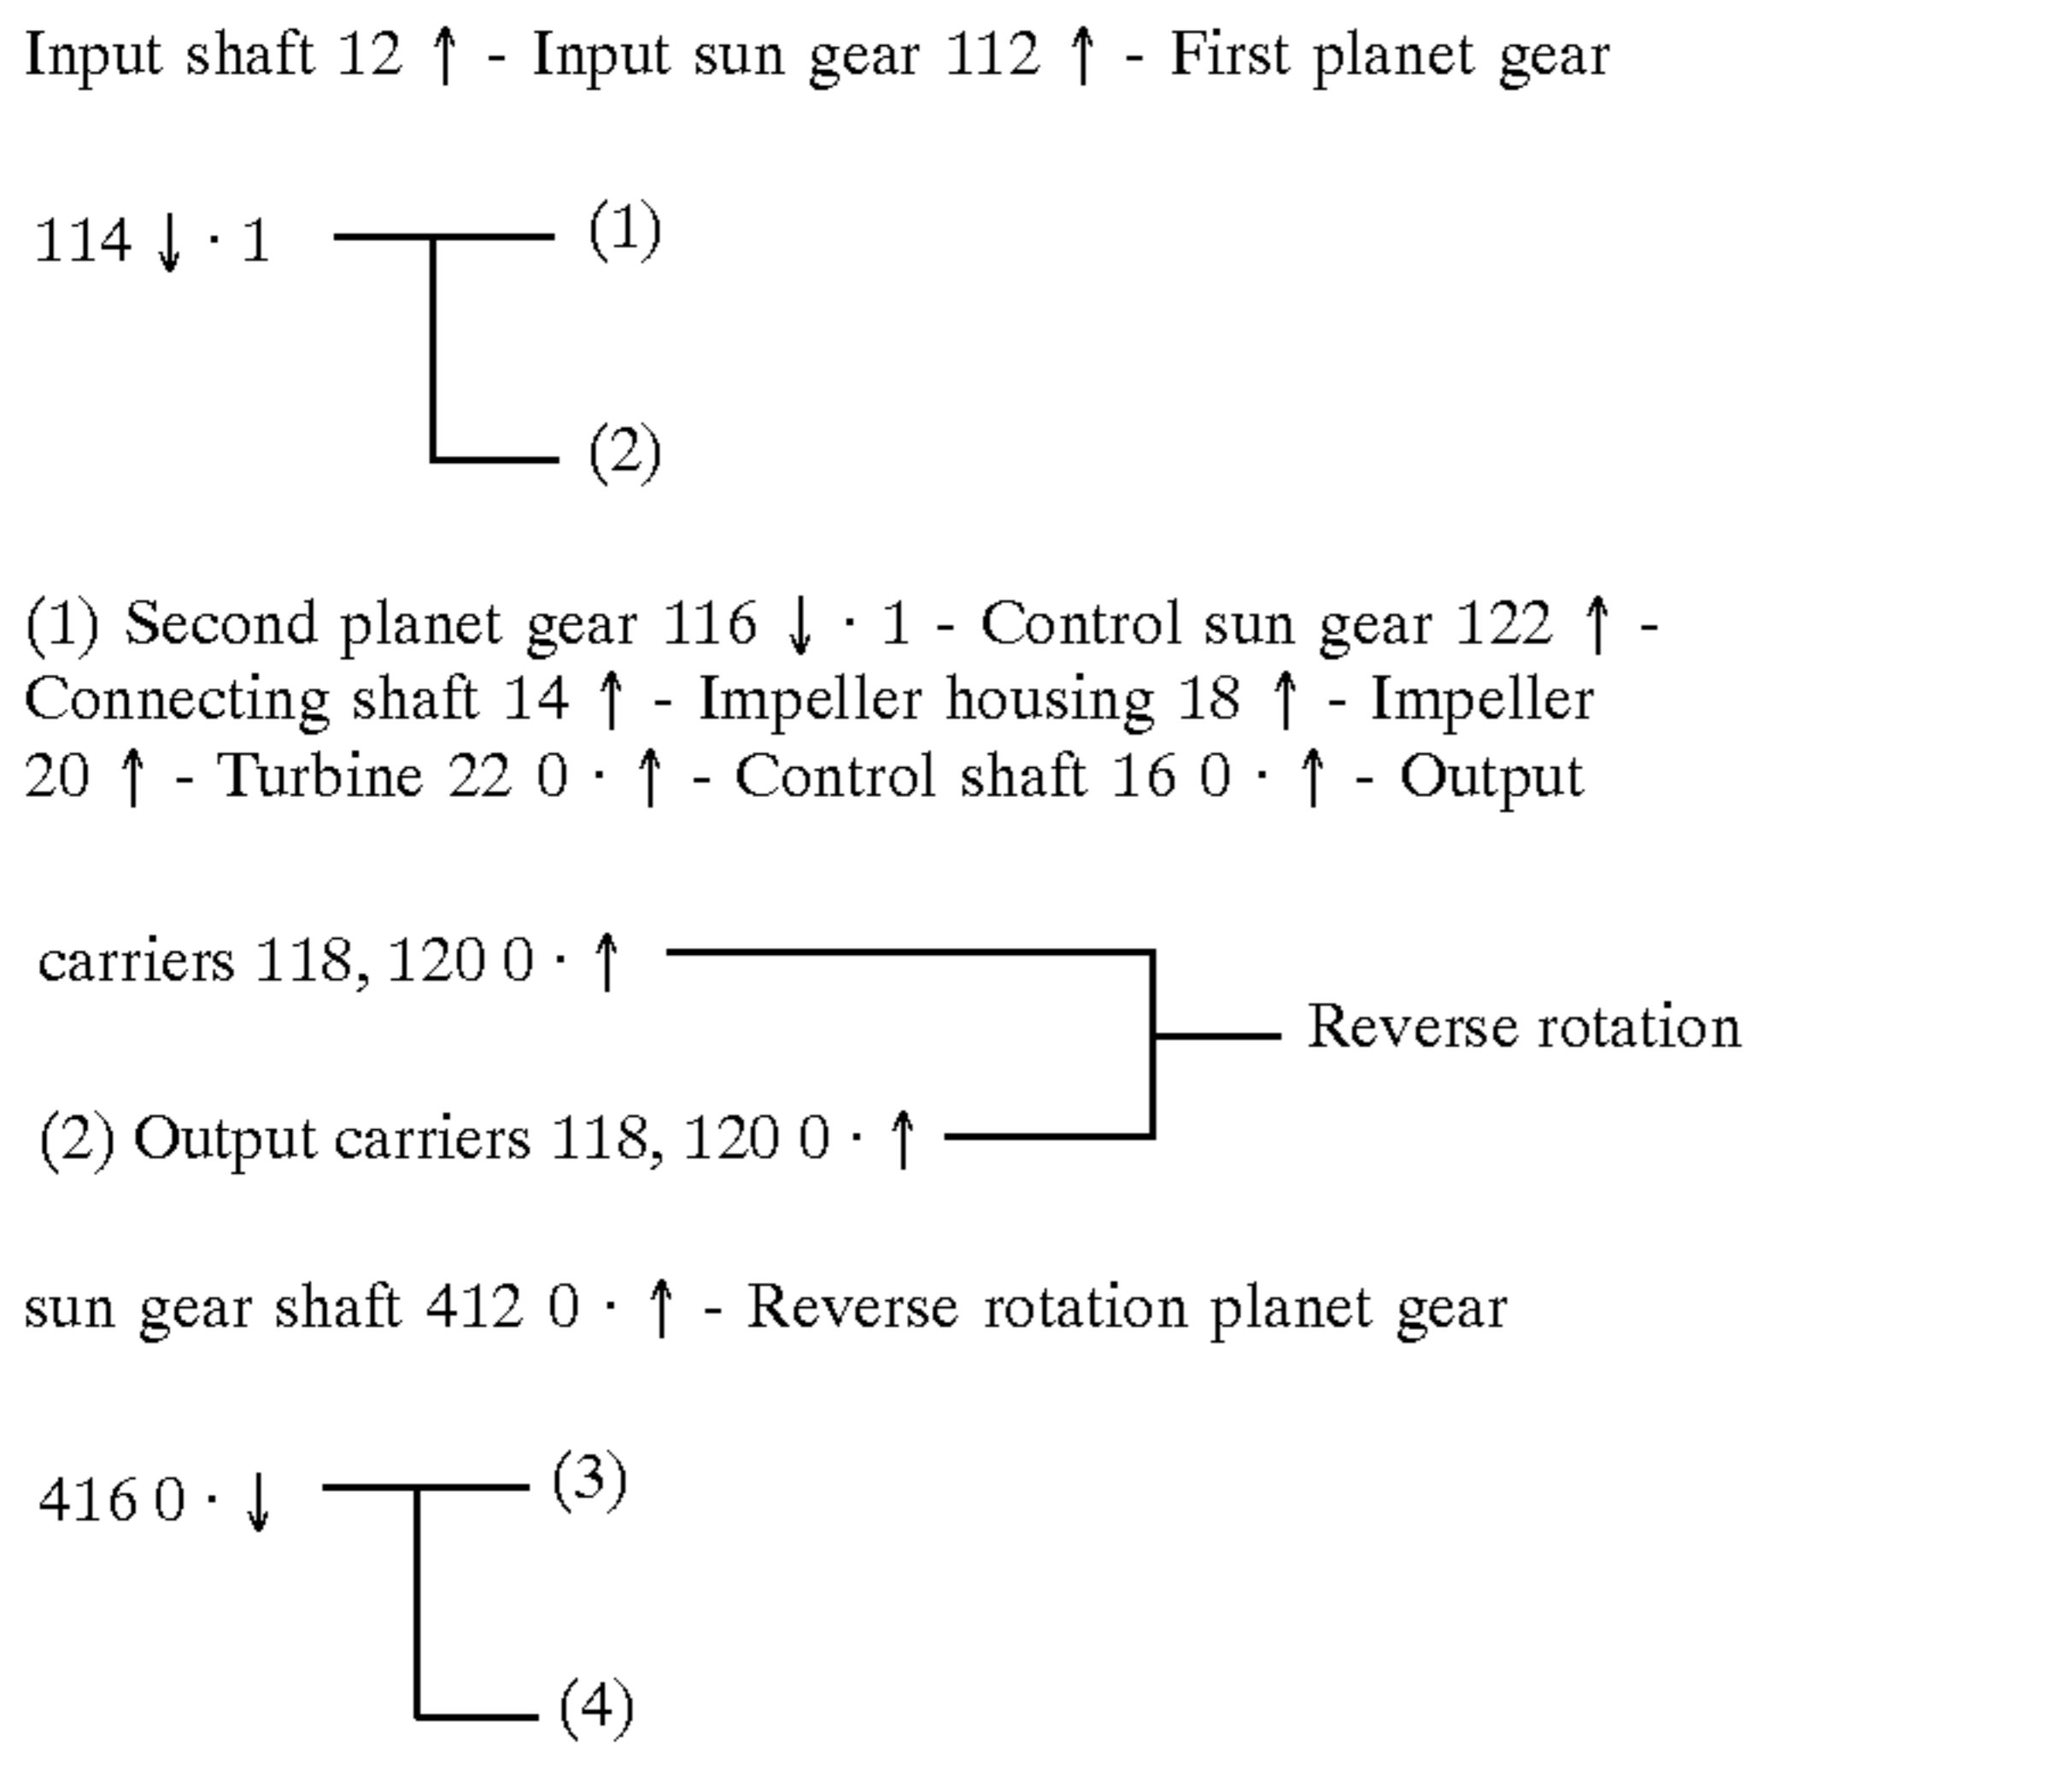 Input shaft 12 ↑ - Input sun gear 112 ↑ - First planet gear
114 ↓ · 1 (1)
(2)
(1) Second planet gear 116 ↓ · 1 - Control sun gear 122 ↑ -
Connecting shaft 14 ↑ - Impeller housing 18 ↑ - Impeller
20 ↑ - Turbine 22 0 · ↑ - Control shaft 16 0 · ↑ - Output
carriers 118, 120 0 · ↑
Reverse rotation
(2) Output carriers 118, 120 0 · ↑
sun gear shaft 412 0 · ↑ - Reverse rotation planet gear
416 0 · ↓ (3)
(4)